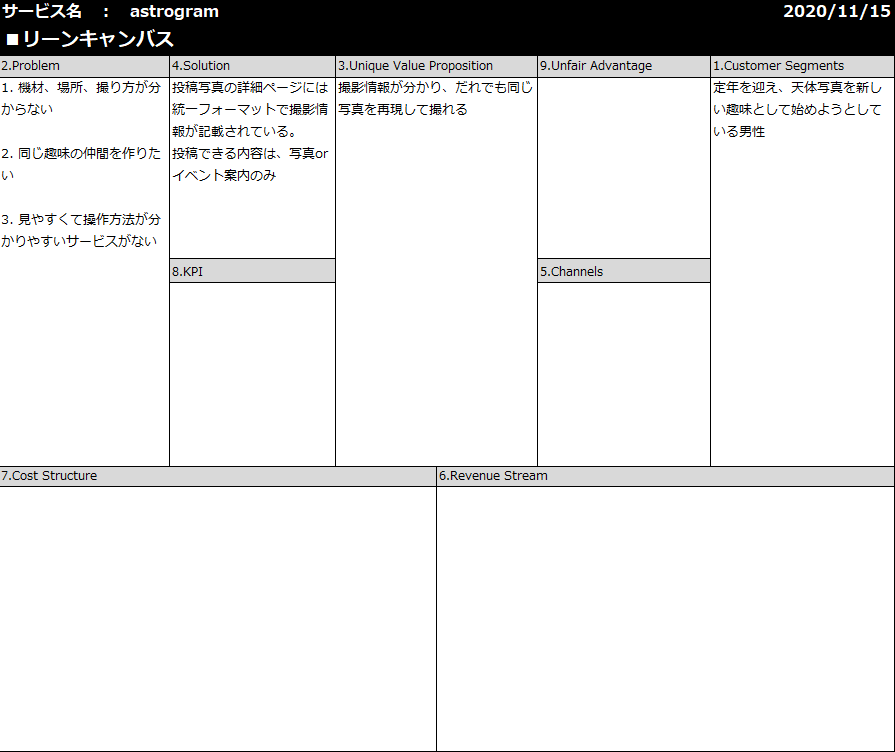 サービス名 : astrogram
2020/11/15
■リーンキャンバス
2.Problem
1. 機材、場所、撮り方が分
からない
2. 同じ趣味の仲間を作りた
い
3. 見やすくて操作方法が分
かりやすいサービスがない
4.Solution
投稿写真の詳細ページには
統一フォーマットで撮影情
報が記載されている。
投稿できる内容は、写真or
イベント案内のみ
8.KPI
3.Unique Value Proposition
撮影情報が分かり、だれでも同じ
写真を再現して撮れる
9.Unfair Advantage
5.Channels
1.Customer Segments
定年を迎え、天体写真を新し
い趣味として始めようとして
いる男性
7.Cost Structure
6.Revenue Stream